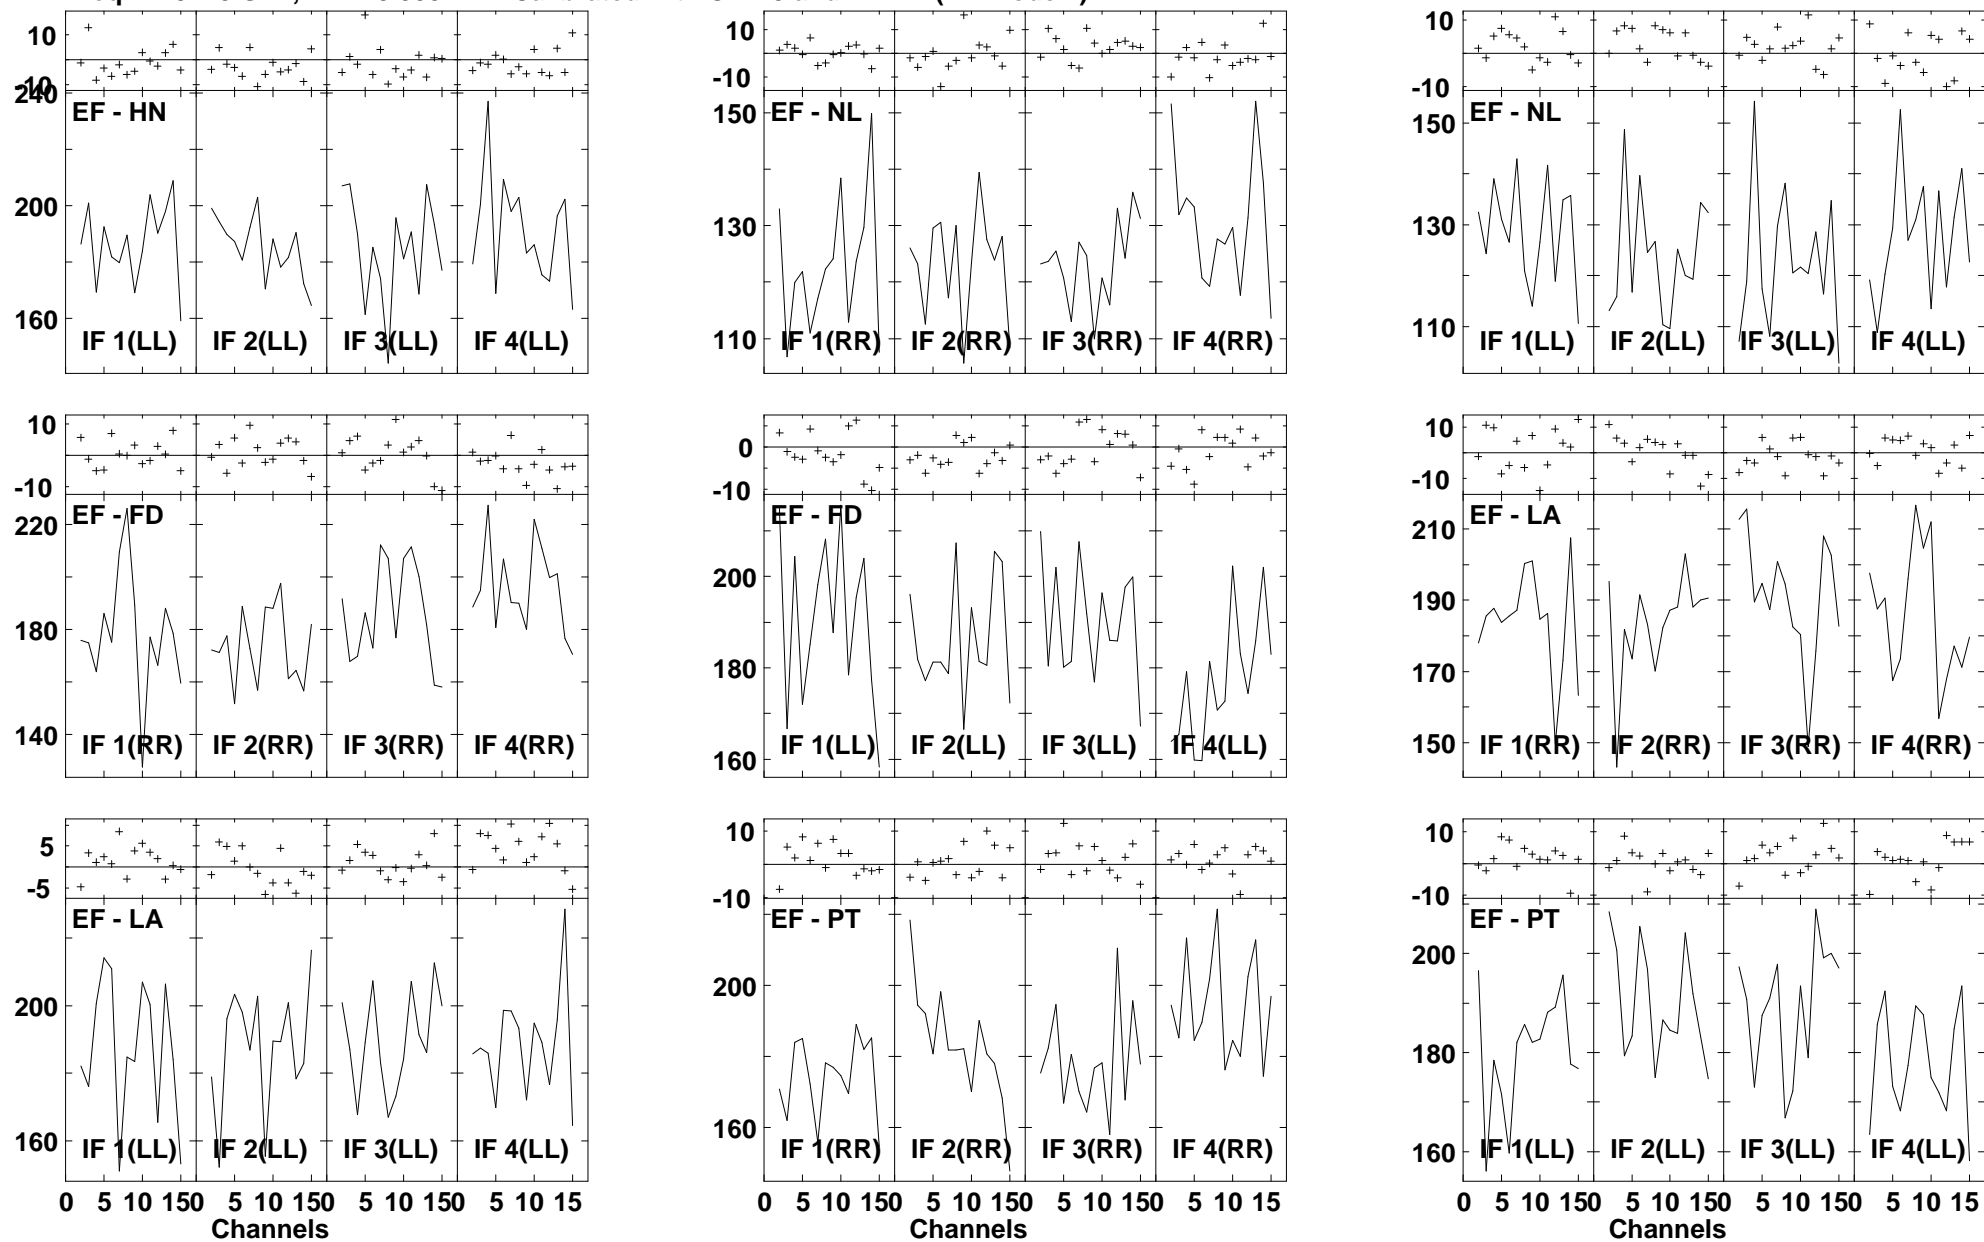 10 10 10
-10 -10 -10
240
EF - HN EF - NL EF - NL
150 150
200 130 130
160 110 110
IF 1(LL) IF 2(LL) IF 3(LL) IF 4(LL) IF 1(RR) IF 2(RR) IF 3(RR) IF 4(RR) IF 1(LL) IF 2(LL) IF 3(LL) IF 4(LL)
10 0 10
-10 -10 -10
EF - FD EF - FD EF - LA
220 200 210
180 180 190
170
140 160 150
IF 1(RR) IF 2(RR) IF 3(RR) IF 4(RR) IF 1(LL) IF 2(LL) IF 3(LL) IF 4(LL) IF 1(RR) IF 2(RR) IF 3(RR) IF 4(RR)
5 10 10
-5 -10 -10
EF - LA EF - PT EF - PT
200 200 200
180
160 160 160
IF 1(LL) IF 2(LL) IF 3(LL) IF 4(LL) IF 1(RR) IF 2(RR) IF 3(RR) IF 4(RR) IF 1(LL) IF 2(LL) IF 3(LL) IF 4(LL)
0 5 10 150 5 10 150 5 10 150 5 10 15 0 5 10 150 5 10 150 5 10 150 5 10 15 0 5 10 150 5 10 150 5 10 150 5 10 15
Channels Channels Channels